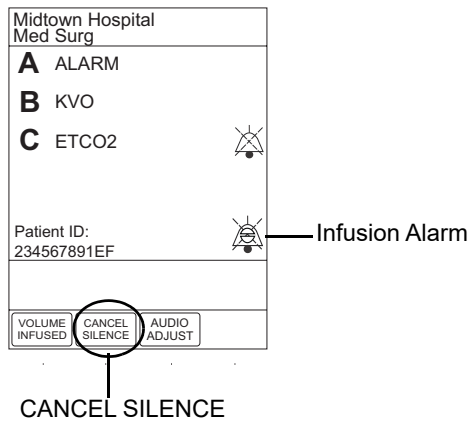 Midtown Hospital
Med Surg
A ALARM
B KVO
C ETCO2
Patient ID:
234567891EF
Infusion Alarm
VOLUME INFUSED
CANCEL SILENCE
AUDIO ADJUST
CANCEL SILENCE